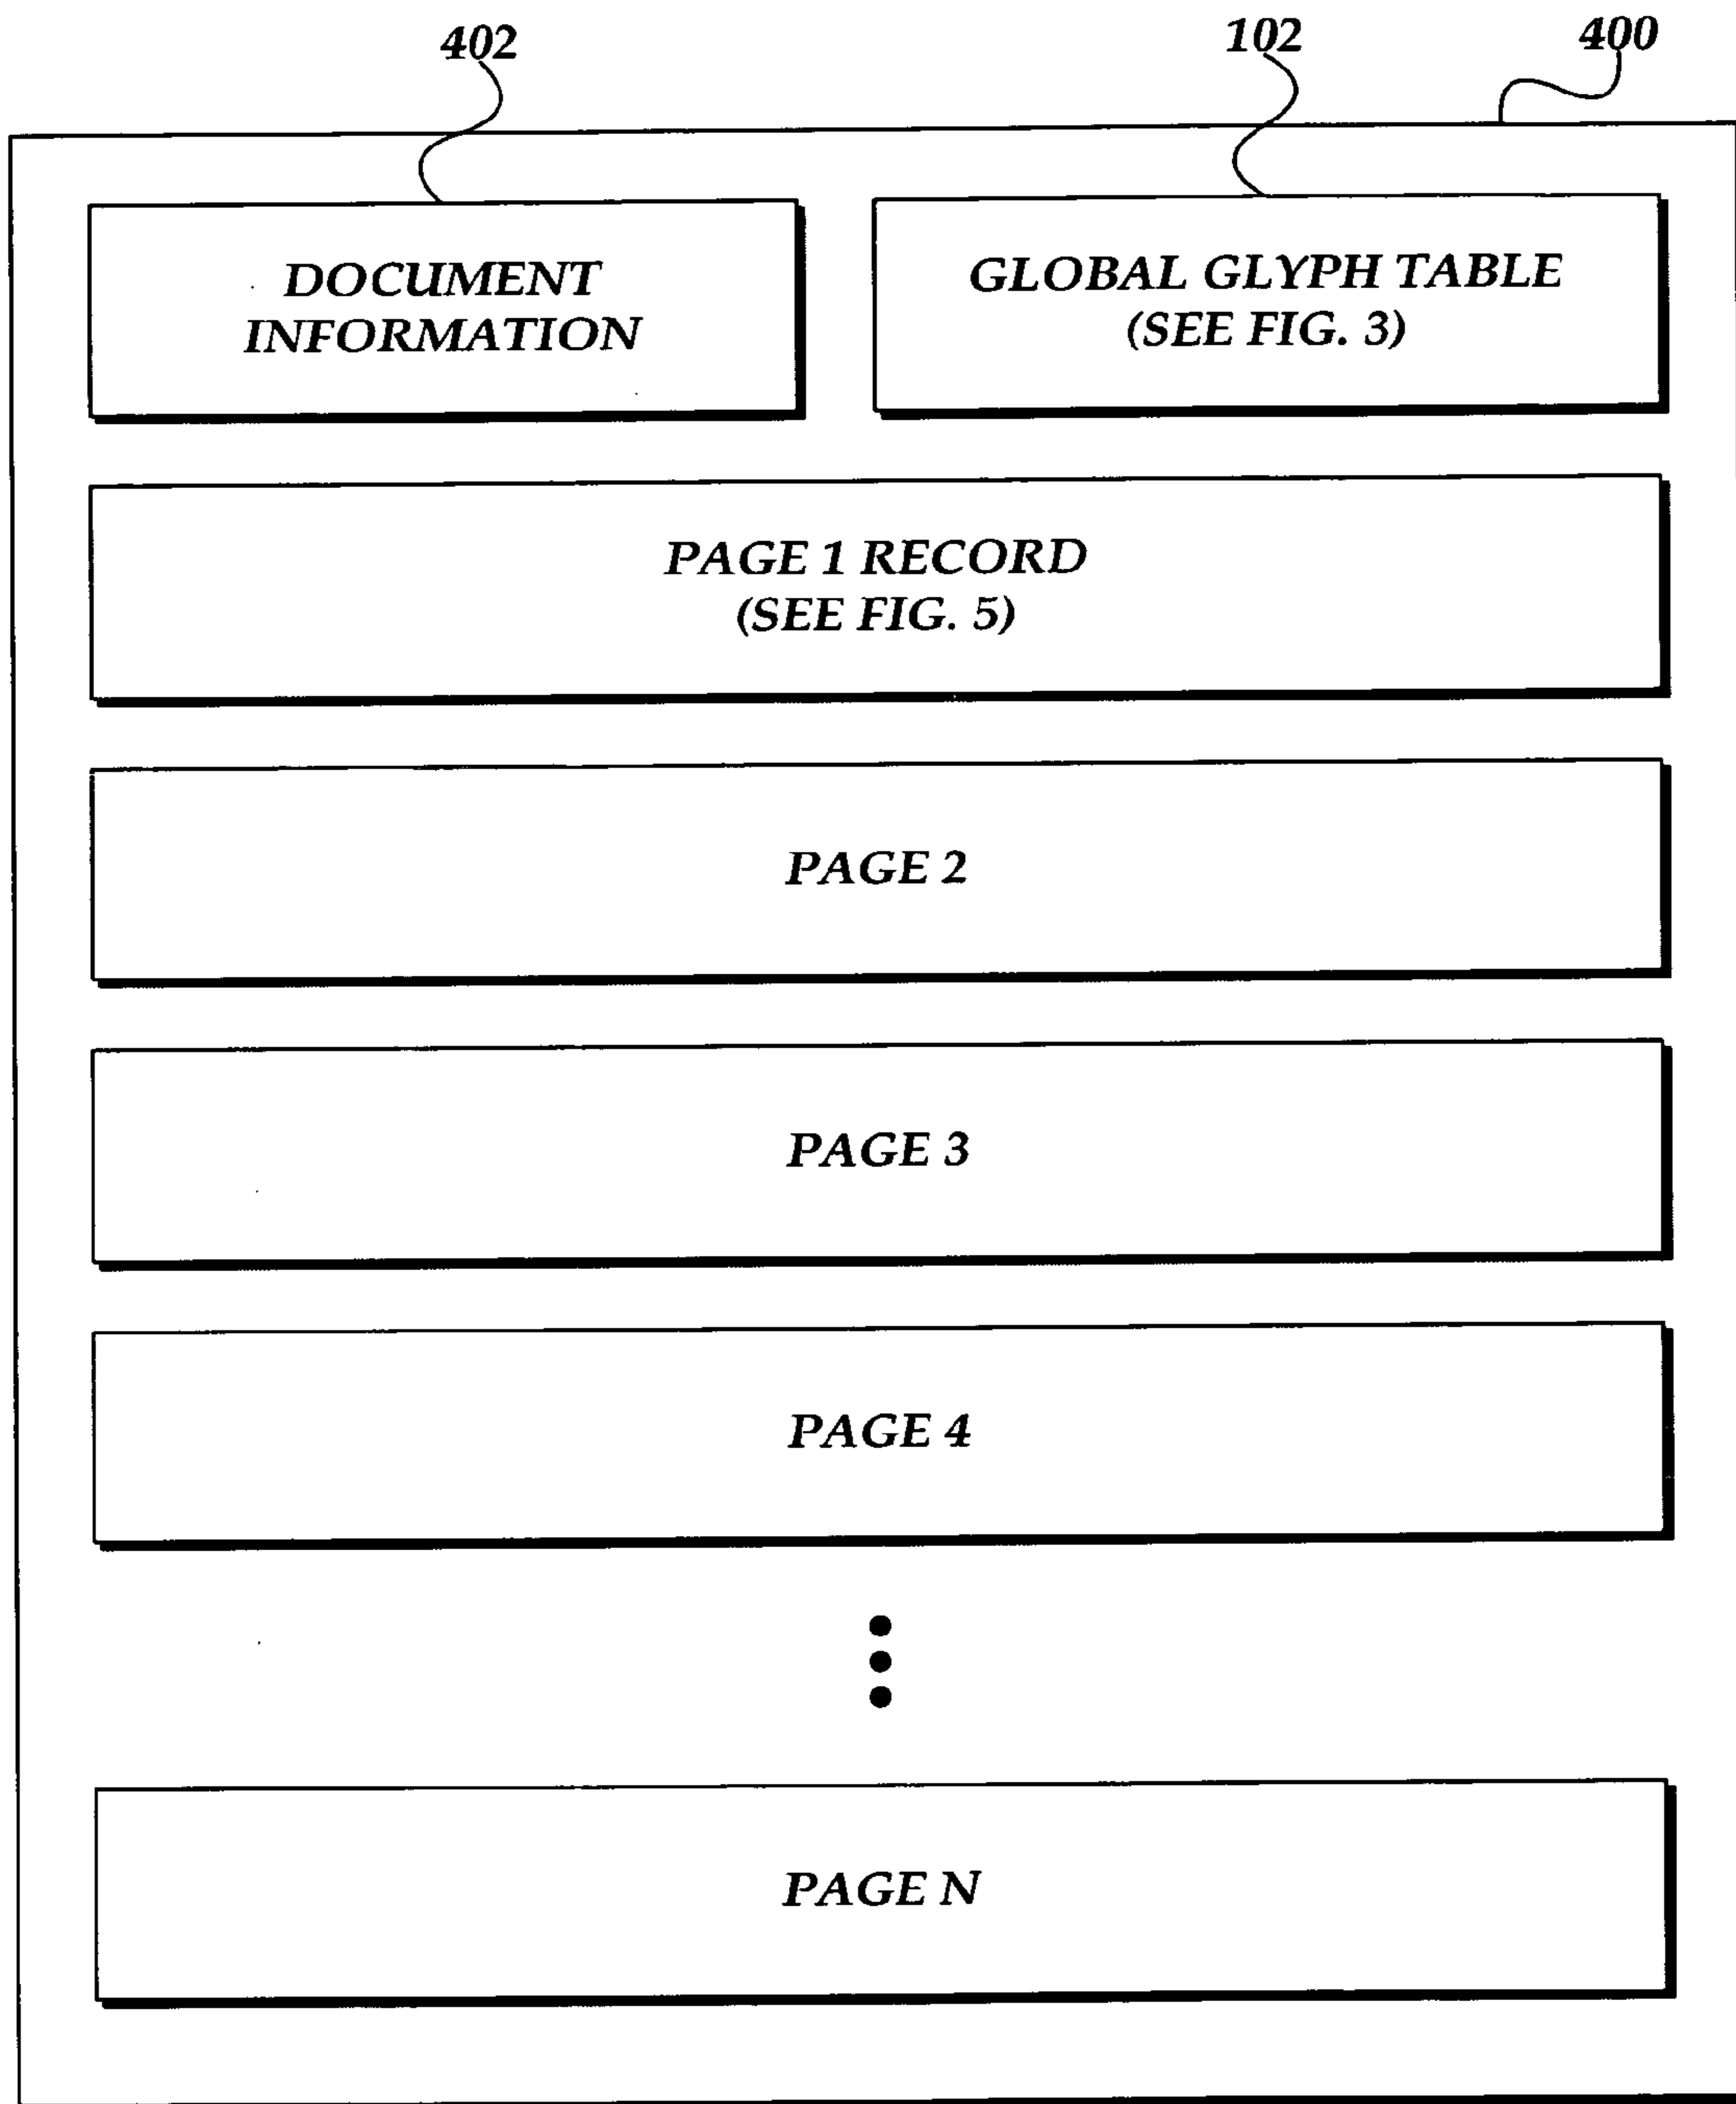 402
102
400
DOCUMENT
INFORMATION
GLOBAL GLYPH TABLE
(SEE FIG. 3)
PAGE 1 RECORD
(SEE FIG. 5)
PAGE 2
PAGE 3
PAGE 4
PAGE N